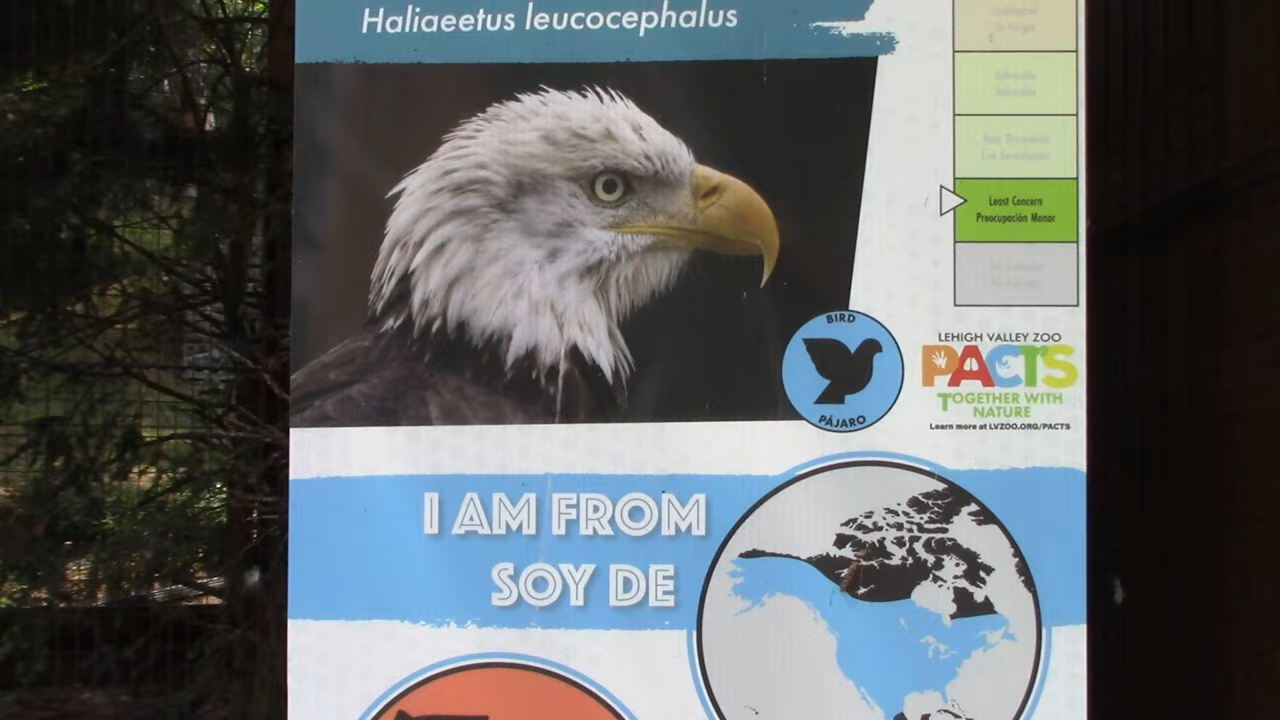 Haliaeetus leucocephalus
Least Concern
Preocupación Menor
BIRD
PÁJARO
LEHIGH VALLEY ZOO
PACTS
TOGETHER WITH
NATURE
Learn more at LVZOO.ORG/PACTS
I AM FROM
SOY DE